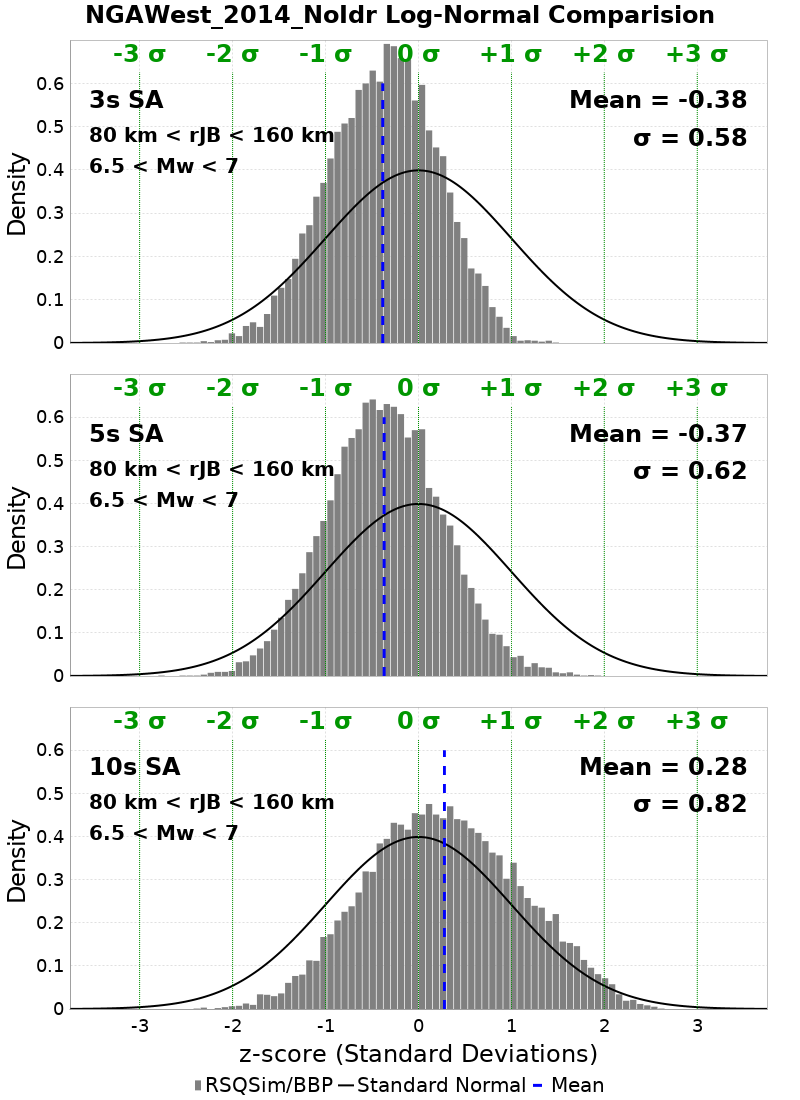 NGAWest_2014_NoIdr Log-Normal Comparision
-3 σ -2 σ -1 σ 0 σ +1 σ +2 σ +3 σ
3s SA
80 km < rJB < 160 km
6.5 < Mw < 7
Mean = -0.38
σ = 0.58
Density
0.6
0.5
0.4
0.3
0.2
0.1
0
-3 σ -2 σ -1 σ 0 σ +1 σ +2 σ +3 σ
5s SA
80 km < rJB < 160 km
6.5 < Mw < 7
Mean = -0.37
σ = 0.62
Density
0.6
0.5
0.4
0.3
0.2
0.1
0
-3 σ -2 σ -1 σ 0 σ +1 σ +2 σ +3 σ
10s SA
80 km < rJB < 160 km
6.5 < Mw < 7
Mean = 0.28
σ = 0.82
Density
0.6
0.5
0.4
0.3
0.2
0.1
0
-3 -2 -1 0 1 2 3
z-score (Standard Deviations)
RSQSim/BBP Standard Normal Mean